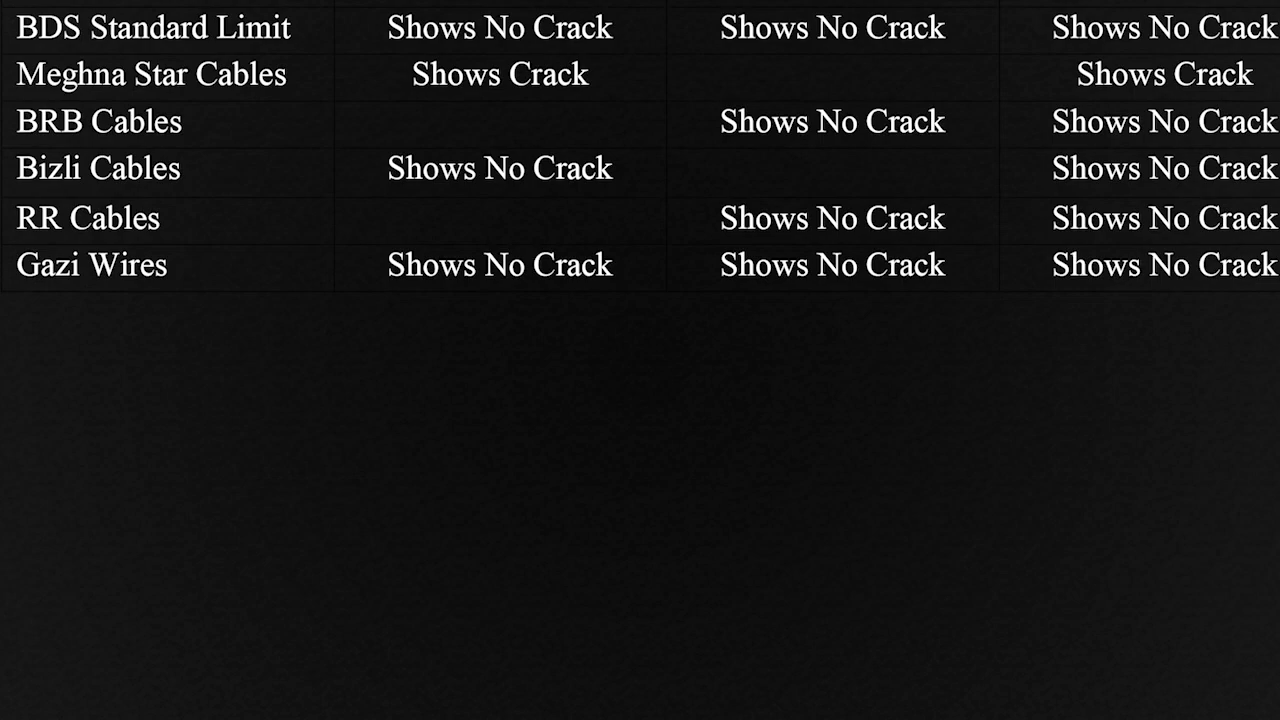 BDS Standard Limit Shows No Crack Shows No Crack Shows No Crack
Meghna Star Cables Shows Crack Shows Crack
BRB Cables Shows No Crack Shows No Crack
Bizli Cables Shows No Crack Shows No Crack
RR Cables Shows No Crack Shows No Crack
Gazi Wires Shows No Crack Shows No Crack Shows No Crack